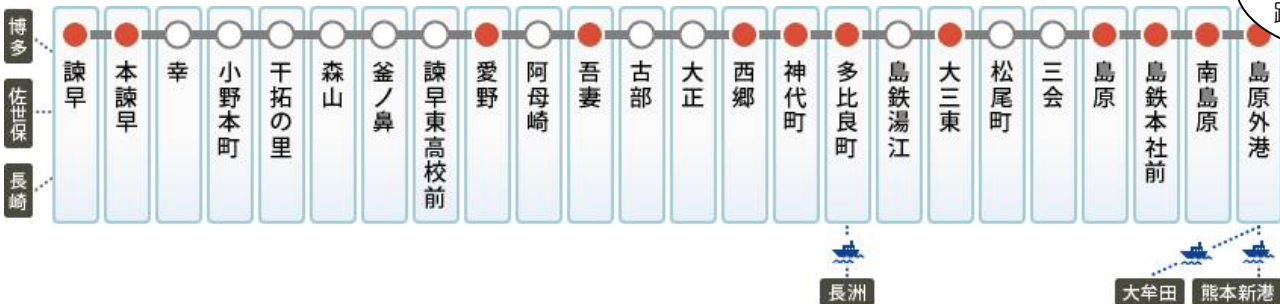 博多
佐世保
長崎
諫早
本諫早
幸
小野本町
干拓の里
森山
釜ノ鼻
諫早東高校前
愛野
阿母崎
吾妻
古部
大正
西郷
神代町
多比良町
島鉄湯江
大三東
松尾町
三会
島原
島鉄本社前
南島原
島原外港
長洲
大牟田
熊本新港